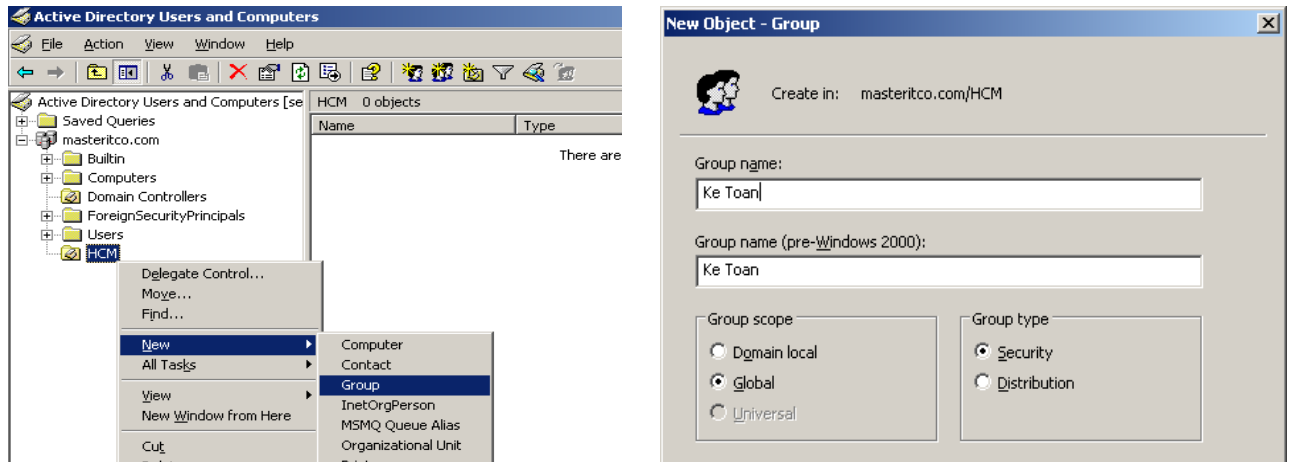 Active Directory Users and Computers
File Action View Window Help
Active Directory Users and Computers [se
Saved Queries
masteritco.com
Builtin
Computers
Domain Controllers
ForeignSecurityPrincipals
Users
HCM
HCM 0 objects
Name Type
There are
Delegate Control...
Move...
Find...
New
All Tasks
View
New Window from Here
Cut
Computer
Contact
Group
InetOrgPerson
MSMQ Queue Alias
Organizational Unit
New Object - Group
Create in: masteritco.com/HCM
Group name:
Ke Toan
Group name (pre-Windows 2000):
Ke Toan
Group scope
Domain local
Global
Universal
Group type
Security
Distribution